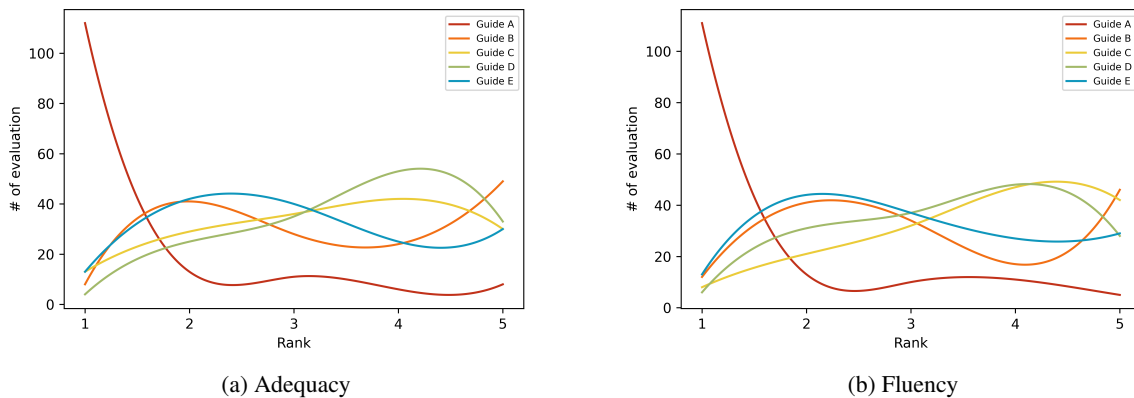 100
80
60
40
20
0
# of evaluation
1 2 3 4 5
Rank
Guide A
Guide B
Guide C
Guide D
Guide E
(a) Adequacy
100
80
60
40
20
0
# of evaluation
1 2 3 4 5
Rank
Guide A
Guide B
Guide C
Guide D
Guide E
(b) Fluency